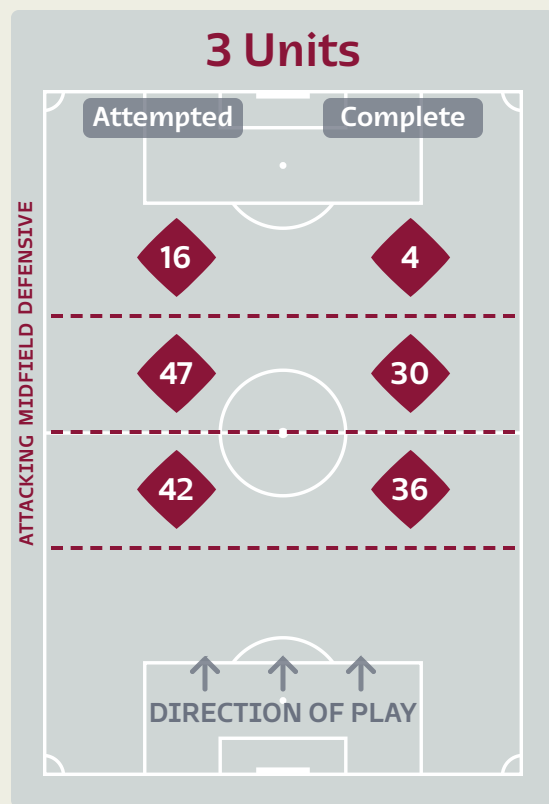 3 Units
Attempted Complete
ATTACKING MIDFIELD DEFENSIVE
16 4
47 30
42 36
DIRECTION OF PLAY